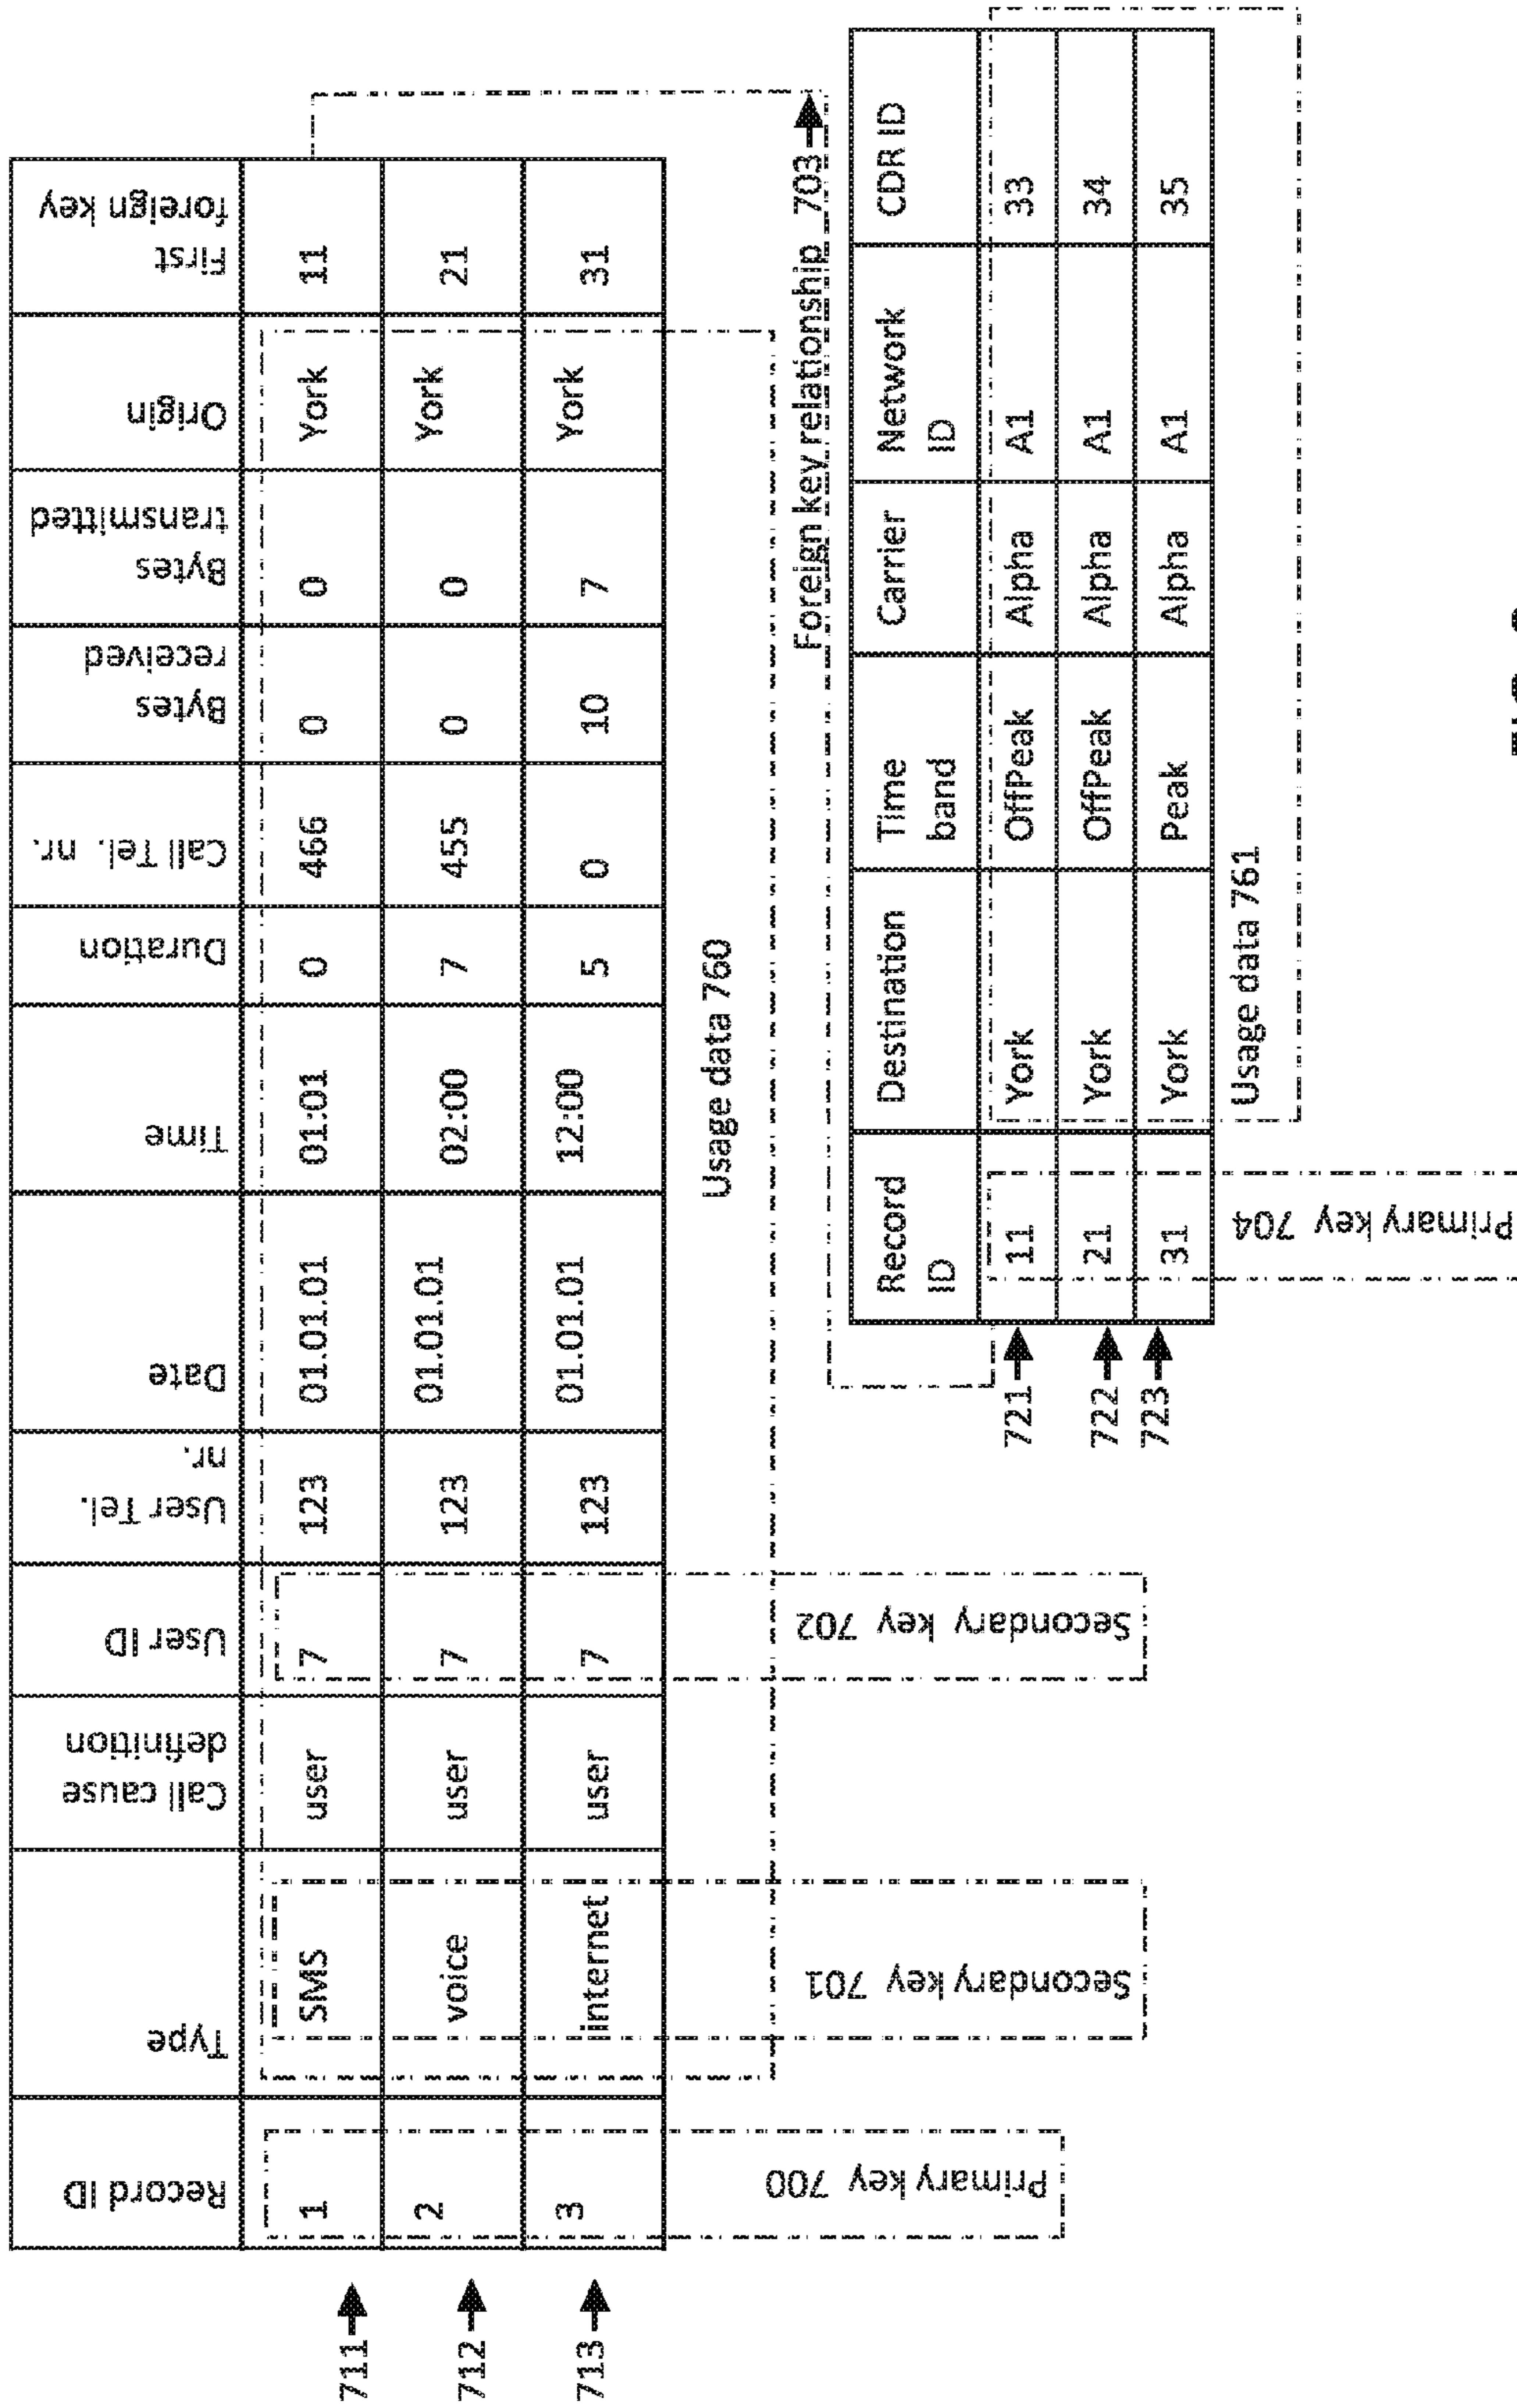 Record ID Type Call cause definition User ID User Tel. nr. Date Time Duration Call Tel. nr. Bytes received Bytes transmitted Origin First foreign key
711 1 SMS user 7 123 01.01.01 01:01 0 466 0 0 York 11
712 2 voice user 7 123 01.01.01 02:00 7 455 0 0 York 21
713 3 internet user 7 123 01.01.01 12:00 5 0 10 7 York 31
Usage data 760
Primary key 700
Secondary key 701
Secondary key 702
Foreign key relationship 703
Record ID Destination Time band Carrier Network ID CDR ID
721 11 York OffPeak Alpha A1 33
722 21 York OffPeak Alpha A1 34
723 31 York Peak Alpha A1 35
Usage data 761
Primary key 704